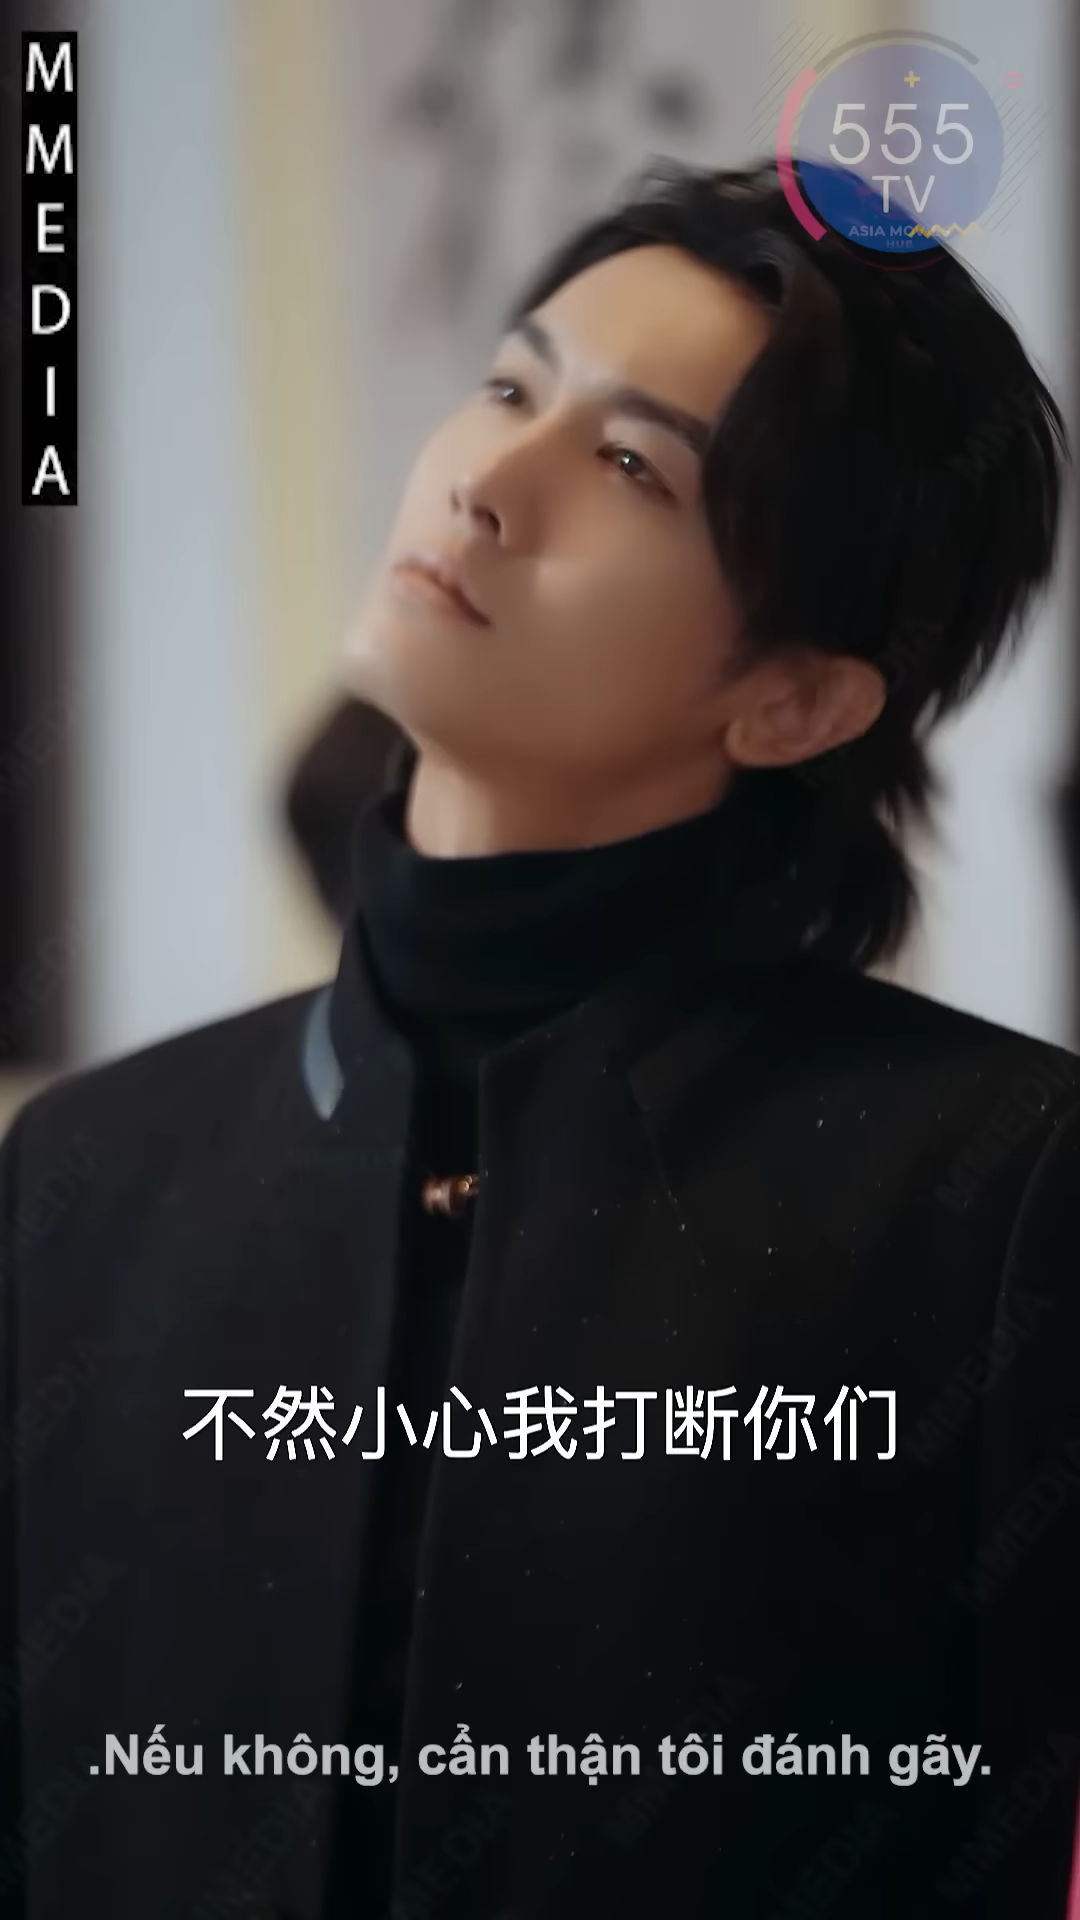 MMEDIA
555
TV
ASIA
HUB
不然小心我打断你们
.Nếu không, cẩn thận tôi đánh gãy.